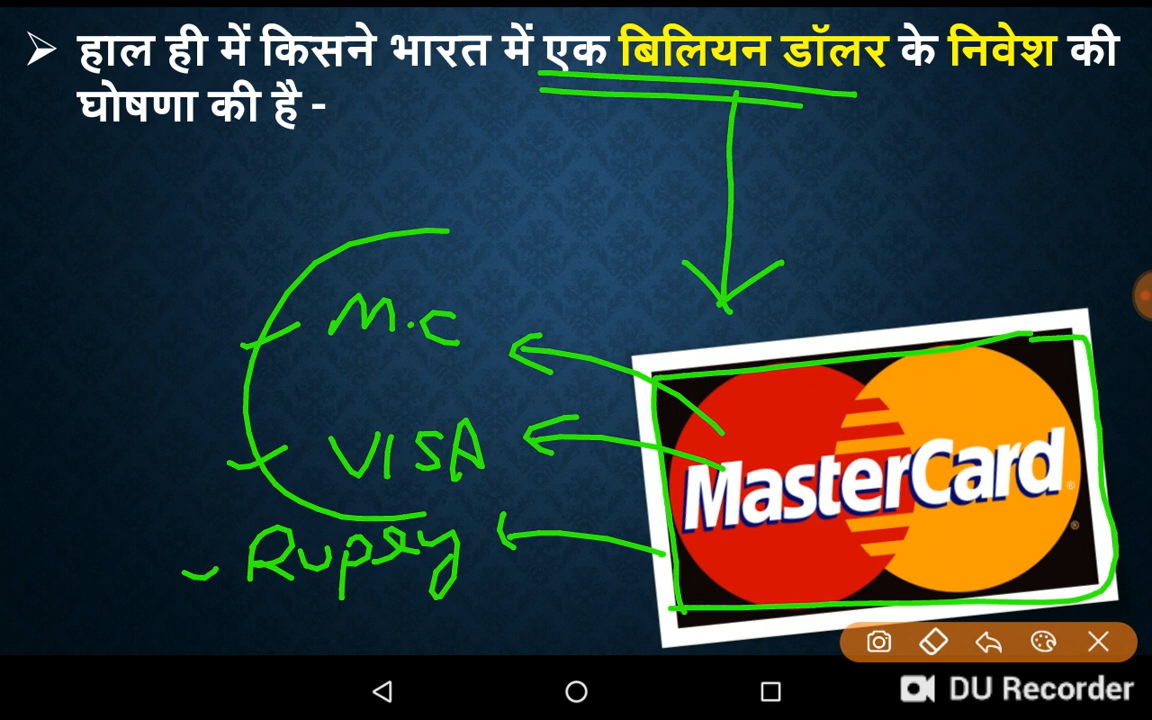 ➤ हाल ही में किसने भारत में एक बिलियन डॉलर के निवेश की
घोषणा की है -
M.C
VISA
Rupay
MasterCard
DU Recorder